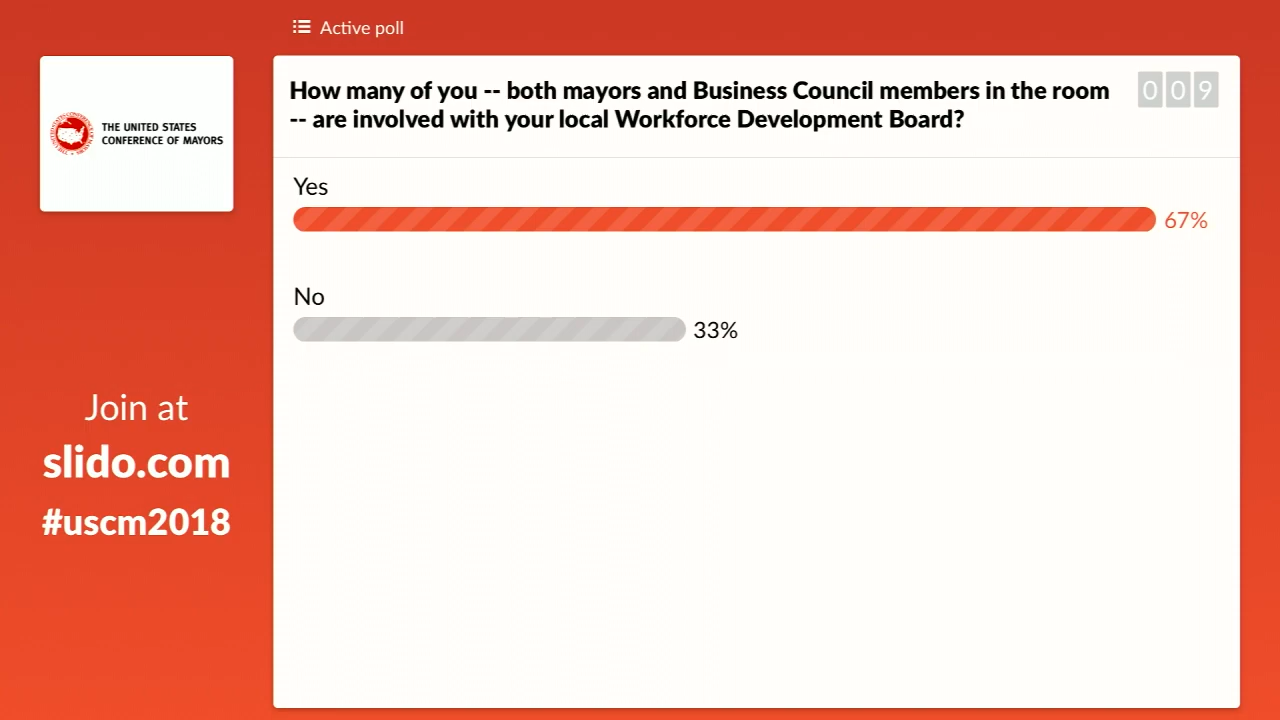 Active poll
THE UNITED STATES
CONFERENCE OF MAYORS
How many of you -- both mayors and Business Council members in the room
-- are involved with your local Workforce Development Board?
009
Yes
67%
No
33%
Join at
slido.com
#uscm2018